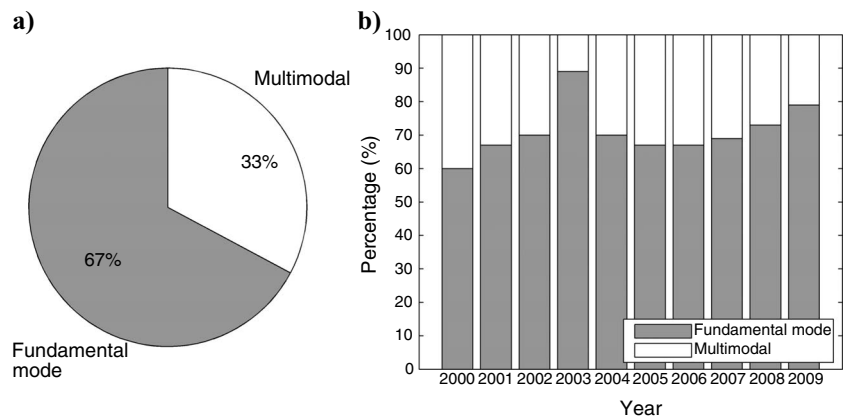 a)
Multimodal
33%
67%
Fundamental
mode
b)
100
90
80
70
60
50
40
30
20
10
0
Percentage (%)
Fundamental mode
Multimodal
2000 2001 2002 2003 2004 2005 2006 2007 2008 2009
Year